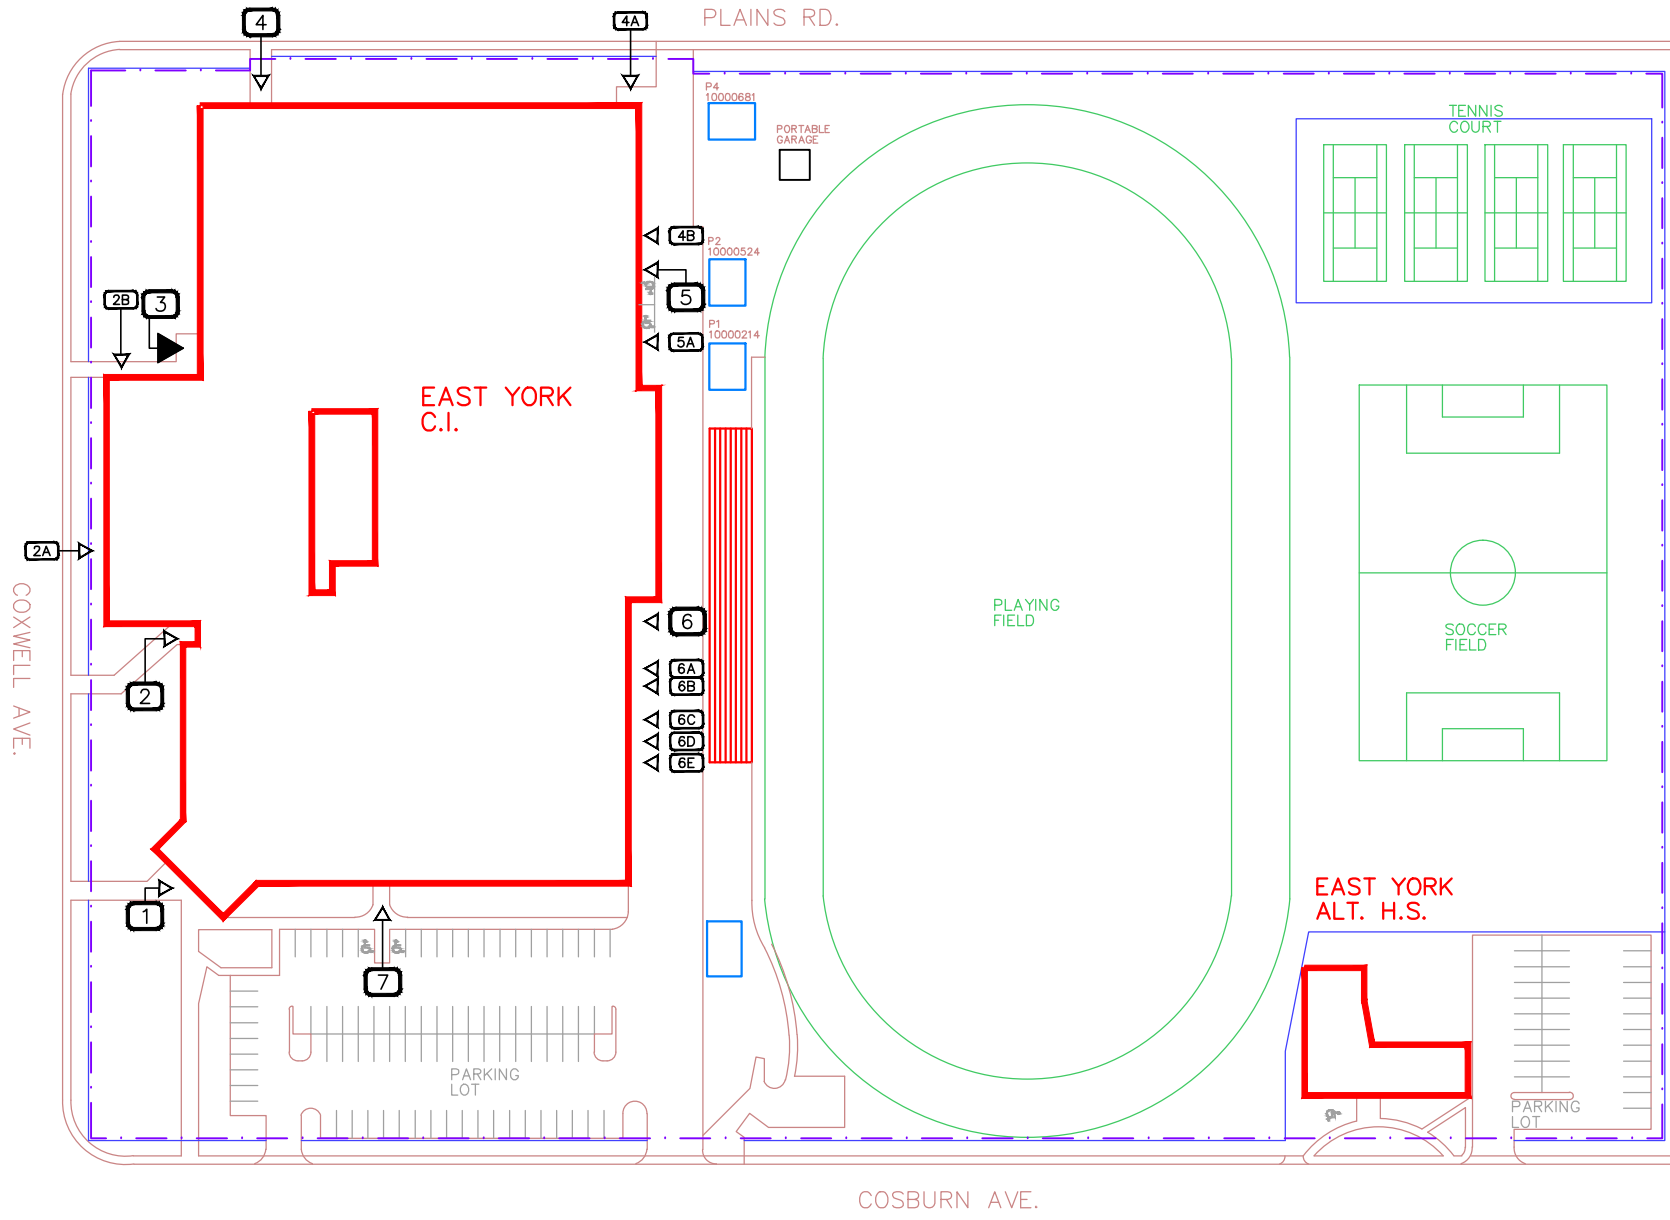 PLAINS RD.
4
4A
P4
10000681
PORTABLE
GARAGE
TENNIS
COURT
4B
P2
10000524
5
2B
3
P1
10000214
5A
EAST YORK
C.I.
2A
COXWELL AVE.
PLAYING
FIELD
6
SOCCER
FIELD
6A
6B
2
6C
6D
6E
EAST YORK
ALT. H.S.
1
7
PARKING
LOT
PARKING
LOT
COSBURN AVE.